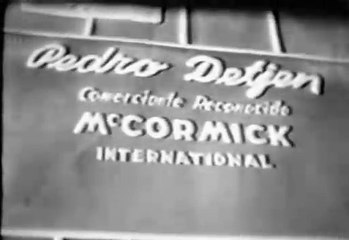 Pedro Detjen
Comerciante Reconocido
McCORMICK
INTERNATIONAL